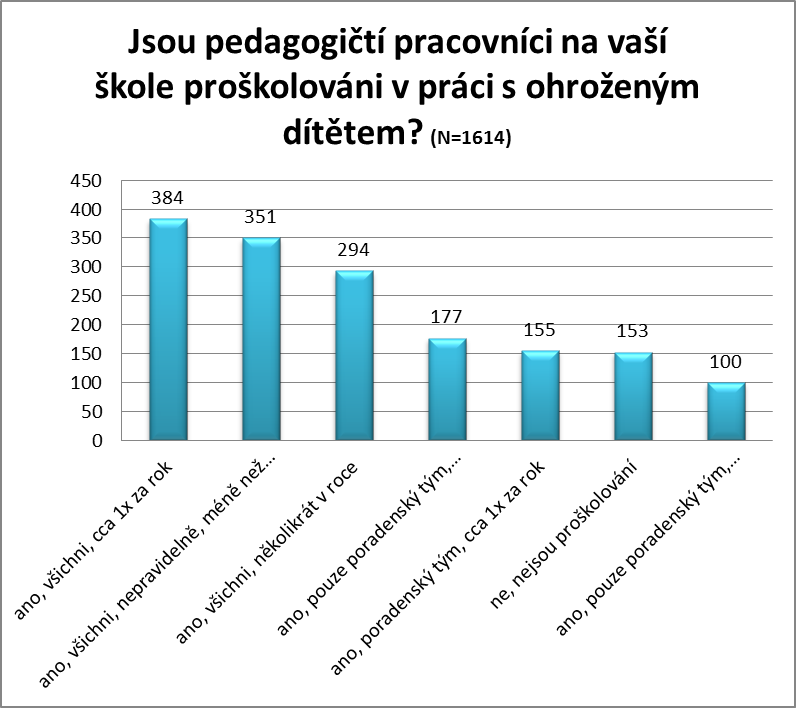 Jsou pedagogičtí pracovníci na vaší
škole proškolováni v práci s ohroženým
dítětem? (N=1614)
450
400
350
300
250
200
150
100
50
0
384
351
294
177
155
153
100
ano, všichni, cca 1x za rok
ano, všichni, nepravidelně, méně než...
ano, všichni, několikrát v roce
ano, pouze poradenský tým,...
ano, poradenský tým, cca 1x za rok
ne, nejsou proškolování
ano, pouze poradenský tým,...